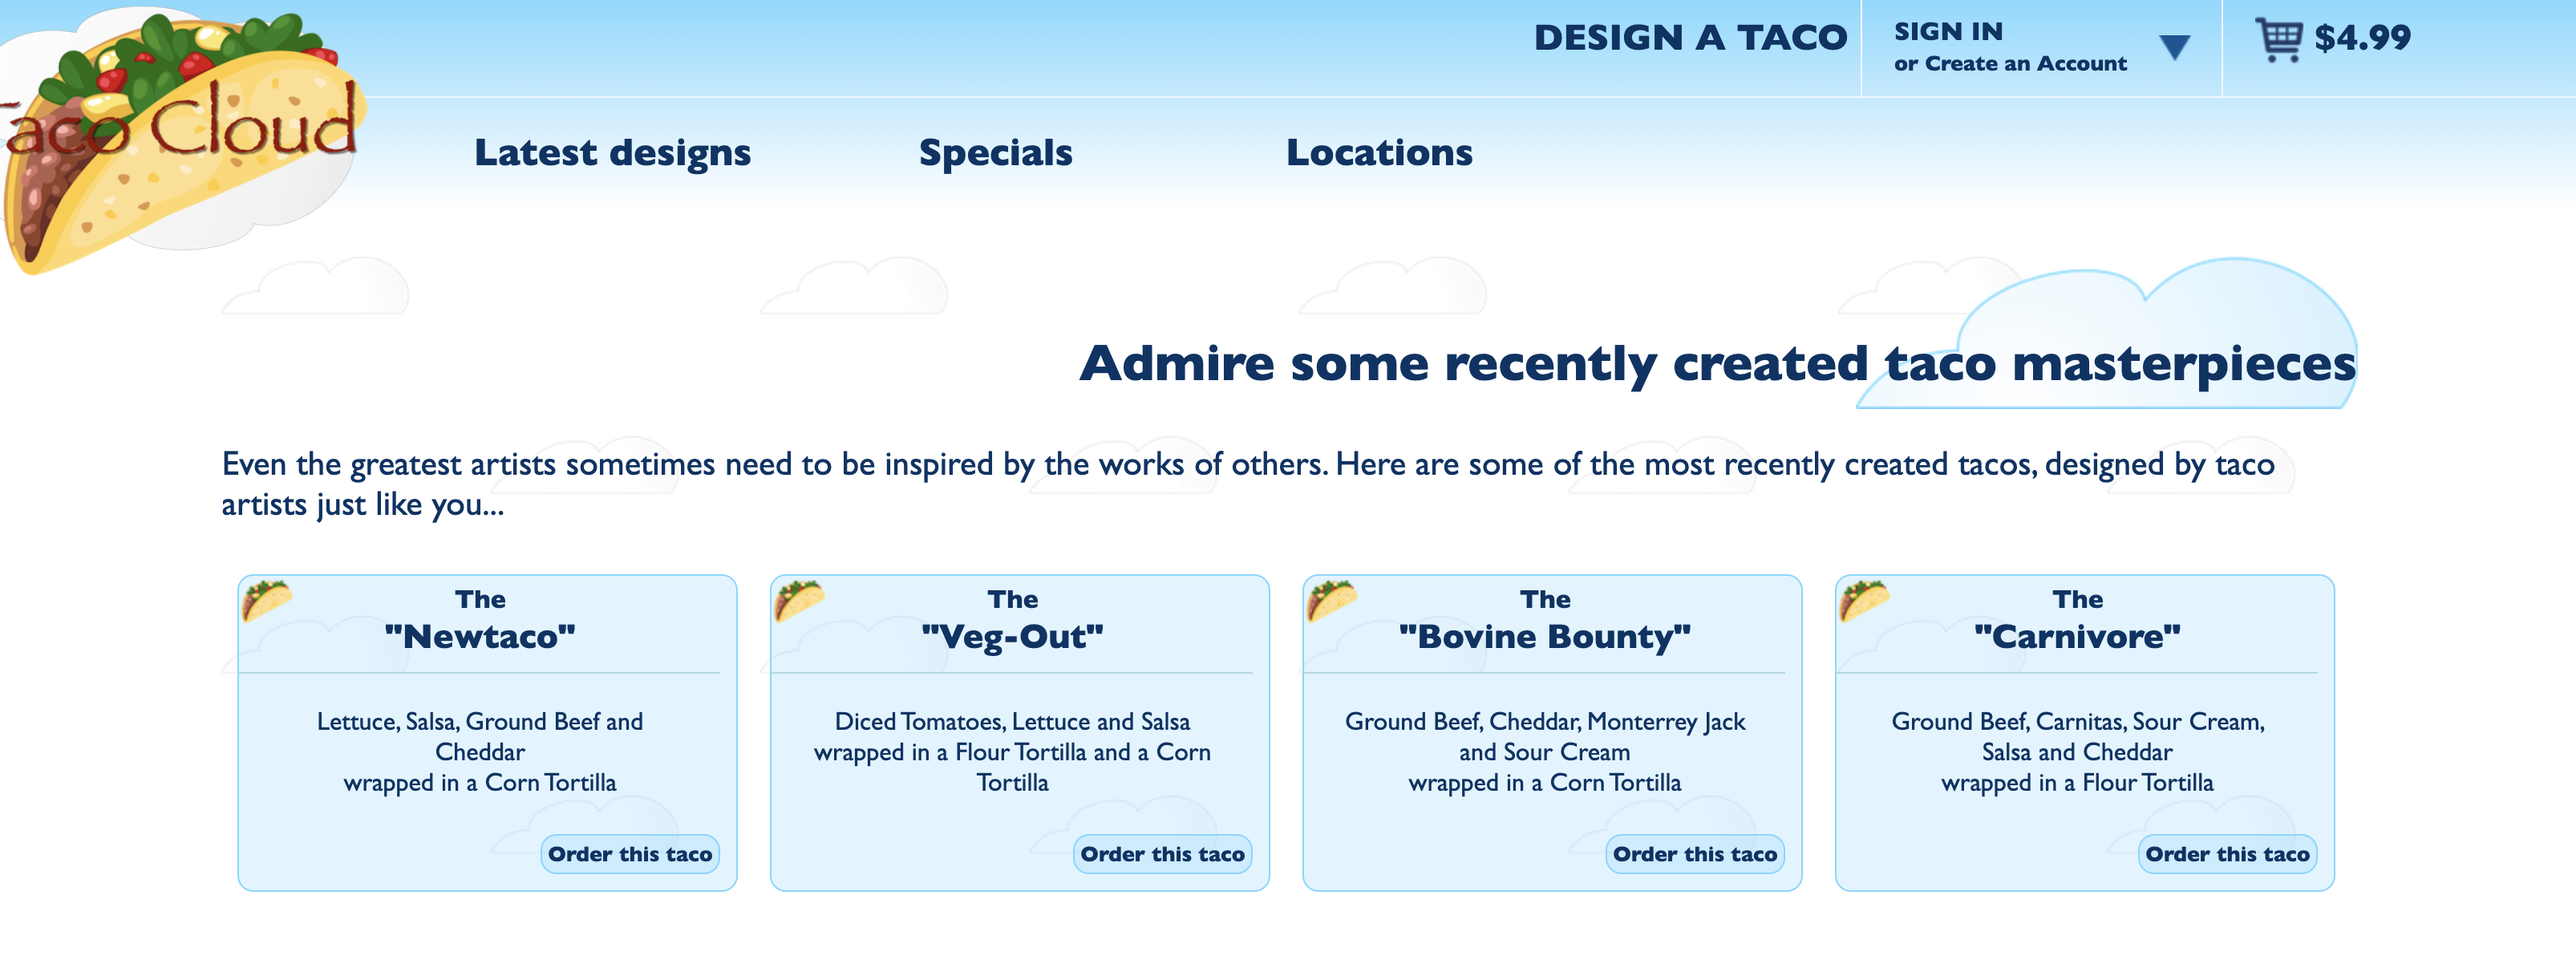 Taco Cloud
DESIGN A TACO
SIGN IN
or Create an Account
$4.99
Latest designs
Specials
Locations
Admire some recently created taco masterpieces
Even the greatest artists sometimes need to be inspired by the works of others. Here are some of the most recently created tacos, designed by taco
artists just like you...
The
"Newtaco"
Lettuce, Salsa, Ground Beef and
Cheddar
wrapped in a Corn Tortilla
Order this taco
The
"Veg-Out"
Diced Tomatoes, Lettuce and Salsa
wrapped in a Flour Tortilla and a Corn
Tortilla
Order this taco
The
"Bovine Bounty"
Ground Beef, Cheddar, Monterrey Jack
and Sour Cream
wrapped in a Corn Tortilla
Order this taco
The
"Carnivore"
Ground Beef, Carnitas, Sour Cream,
Salsa and Cheddar
wrapped in a Flour Tortilla
Order this taco